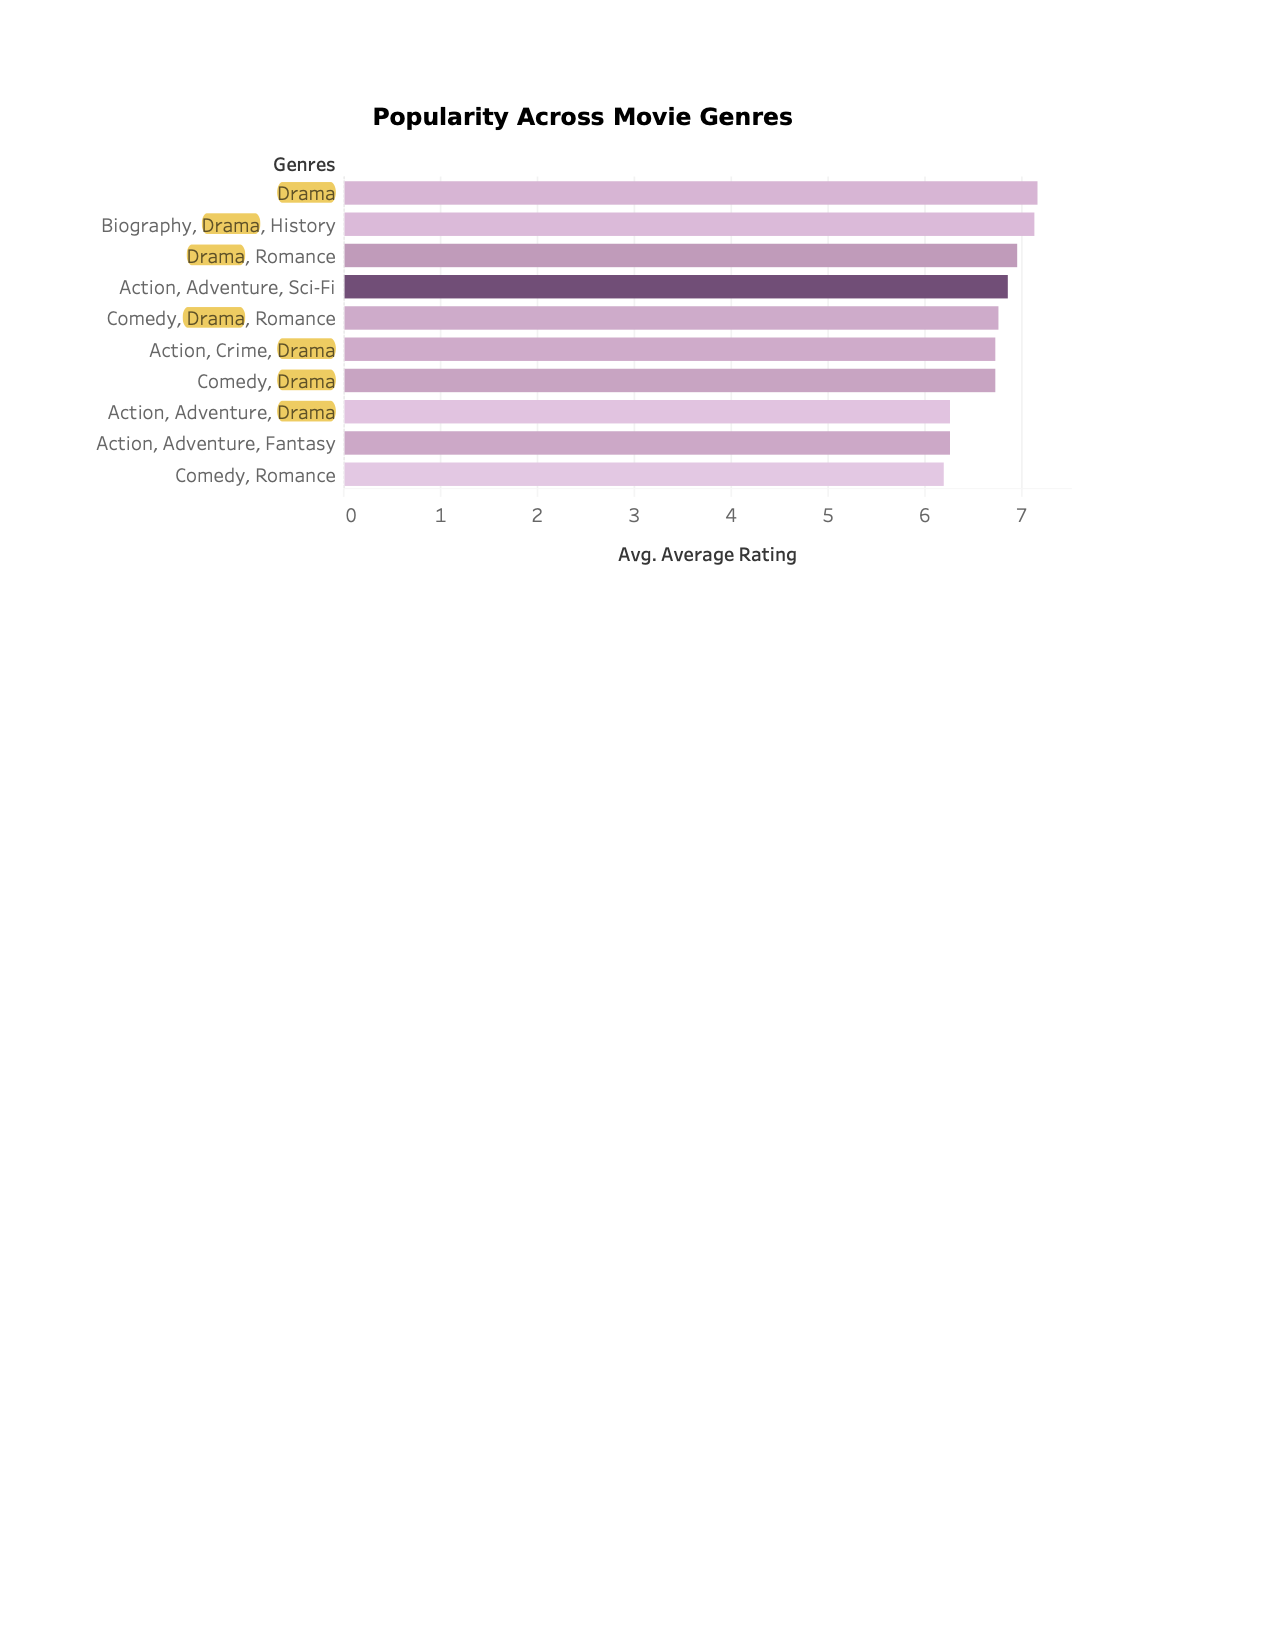 Popularity Across Movie Genres
Genres
Drama
Biography, Drama, History
Drama, Romance
Action, Adventure, Sci-Fi
Comedy, Drama, Romance
Action, Crime, Drama
Comedy, Drama
Action, Adventure, Drama
Action, Adventure, Fantasy
Comedy, Romance
0 1 2 3 4 5 6 7
Avg. Average Rating